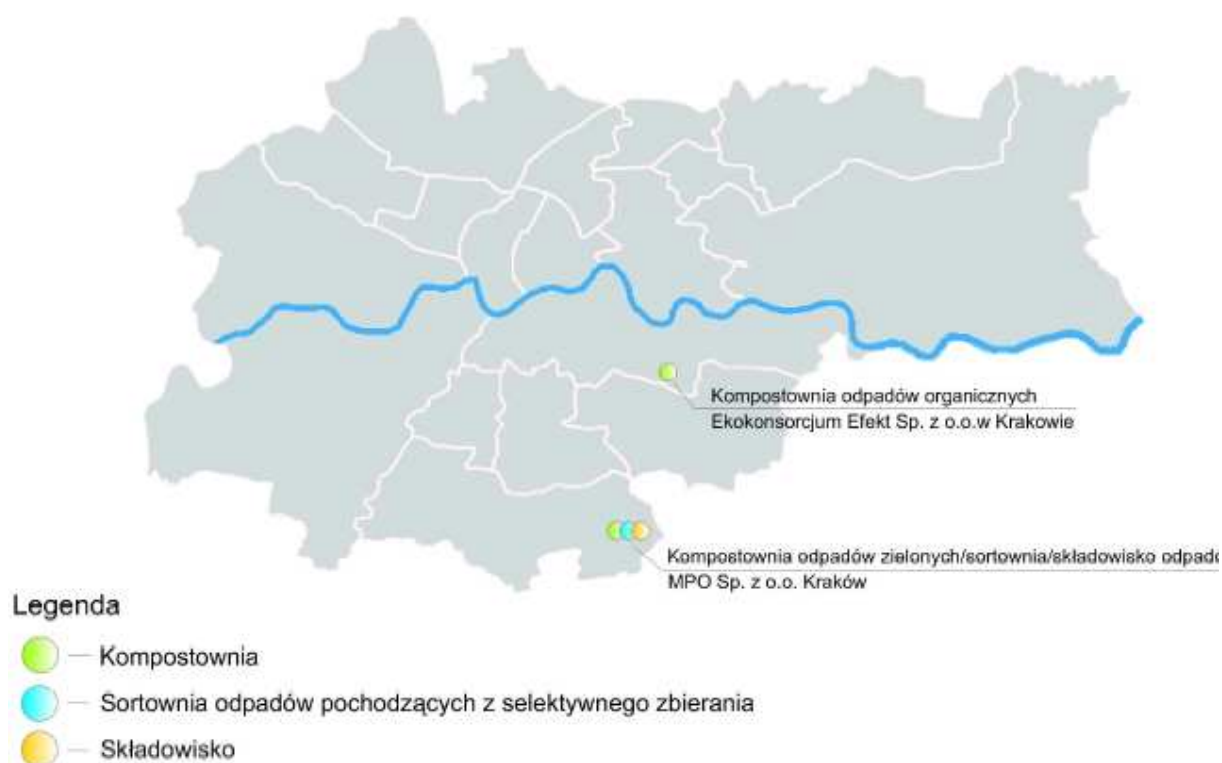 Kompostownia odpadów organicznych
Ekokonsorcjum Efekt Sp. z o.o.w Krakowie
Kompostownia odpadów zielonych/sortownia/składowisko odpadó
MPO Sp. z o.o. Kraków
Legenda
Kompostownia
Sortownia odpadów pochodzących z selektywnego zbierania
Składowisko